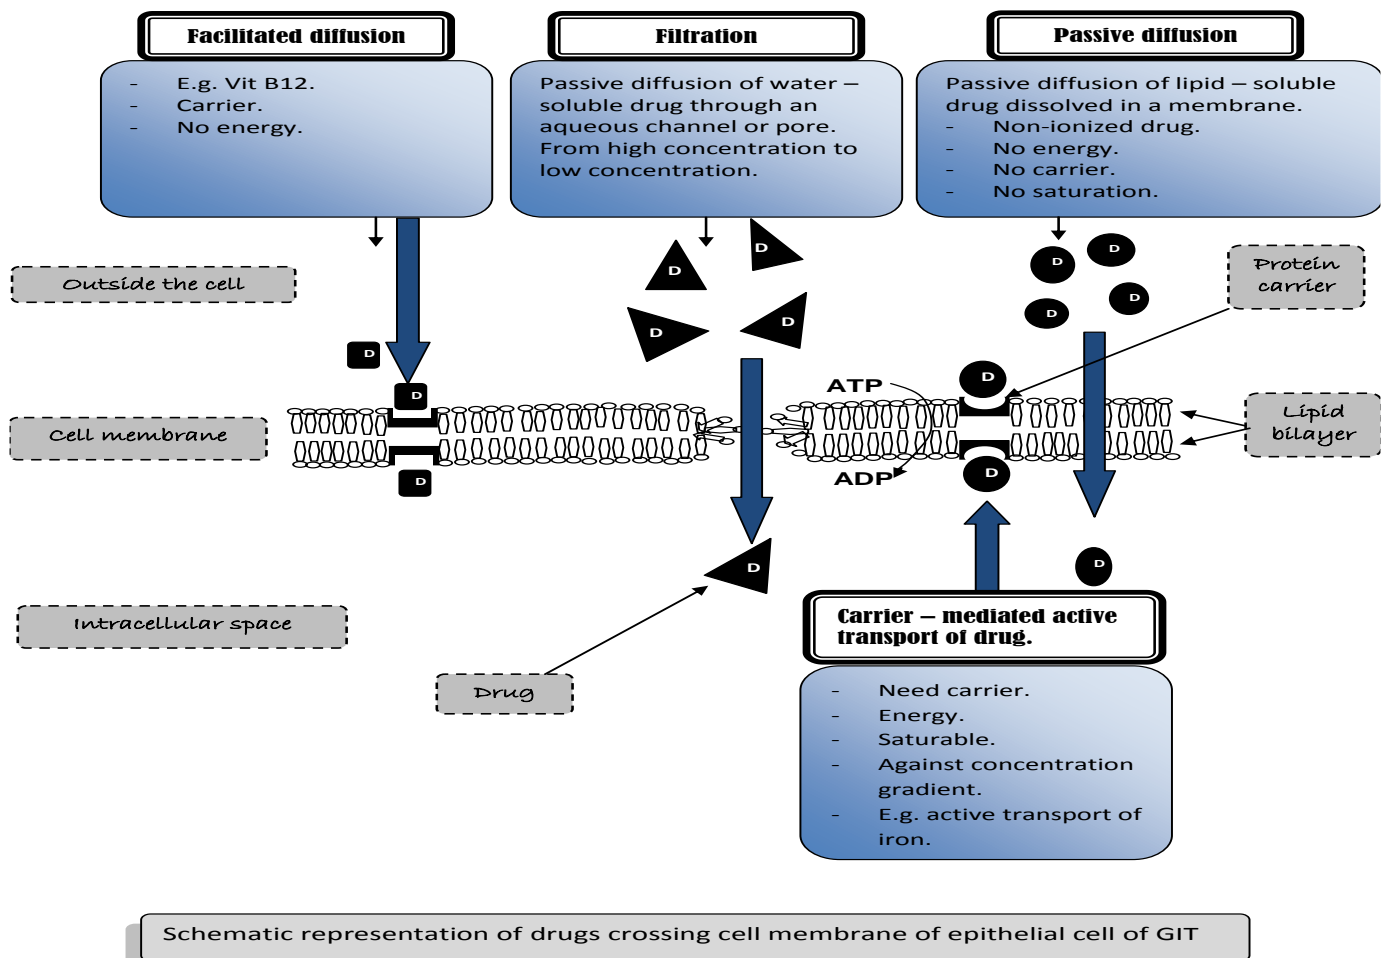 Facilitated diffusion
- E.g. Vit B12.
- Carrier.
- No energy.
Filtration
Passive diffusion of water –
soluble drug through an
aqueous channel or pore.
From high concentration to
low concentration.
Passive diffusion
Passive diffusion of lipid – soluble
drug dissolved in a membrane.
- Non-ionized drug.
- No energy.
- No carrier.
- No saturation.
Outside the cell
D
D
D
D
D
D
D
D
D
Protein
carrier
D
D
D
ATP
Cell membrane
Lipid
bilayer
D
D
ADP
D
D
Intracellular space
Drug
Carrier – mediated active
transport of drug.
- Need carrier.
- Energy.
- Saturable.
- Against concentration
gradient.
- E.g. active transport of
iron.
Schematic representation of drugs crossing cell membrane of epithelial cell of GIT